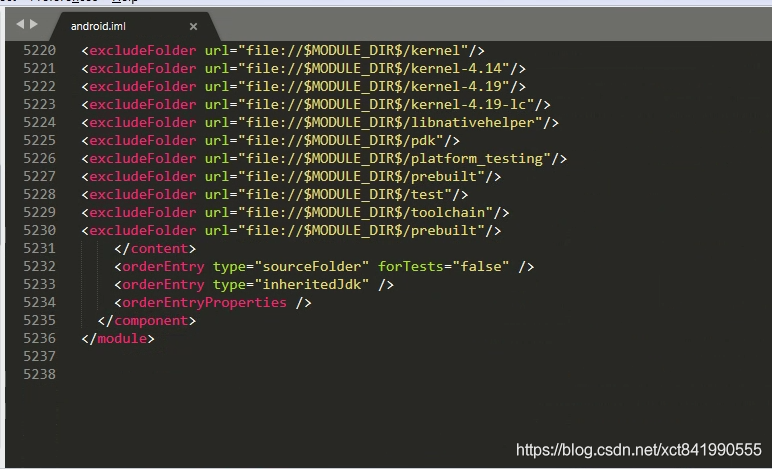 android.iml ×
5220 <excludeFolder url="file://$MODULE_DIR$/kernel"/>
5221 <excludeFolder url="file://$MODULE_DIR$/kernel-4.14"/>
5222 <excludeFolder url="file://$MODULE_DIR$/kernel-4.19"/>
5223 <excludeFolder url="file://$MODULE_DIR$/kernel-4.19-lc"/>
5224 <excludeFolder url="file://$MODULE_DIR$/libnativehelper"/>
5225 <excludeFolder url="file://$MODULE_DIR$/pdk"/>
5226 <excludeFolder url="file://$MODULE_DIR$/platform_testing"/>
5227 <excludeFolder url="file://$MODULE_DIR$/prebuilt"/>
5228 <excludeFolder url="file://$MODULE_DIR$/test"/>
5229 <excludeFolder url="file://$MODULE_DIR$/toolchain"/>
5230 <excludeFolder url="file://$MODULE_DIR$/prebuilt"/>
5231 </content>
5232 <orderEntry type="sourceFolder" forTests="false" />
5233 <orderEntry type="inheritedJdk" />
5234 <orderEntryProperties />
5235 </component>
5236 </module>
5237
5238
https://blog.csdn.net/xct841990555